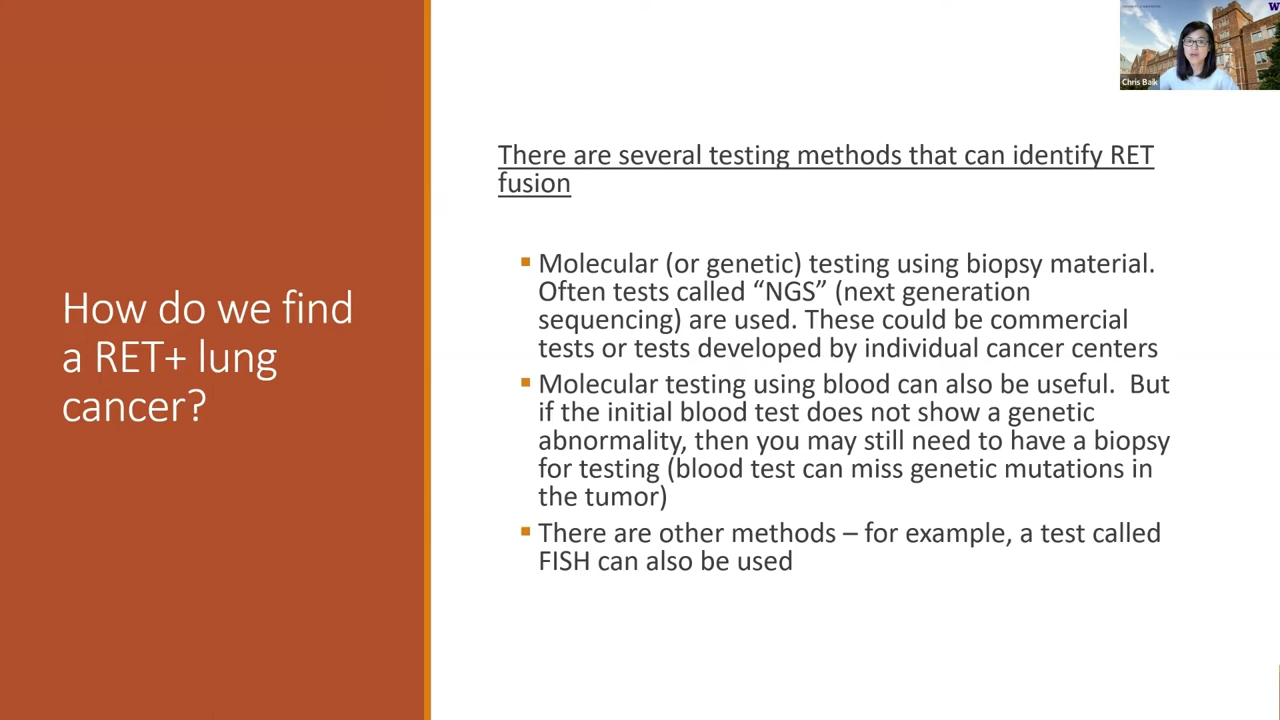 W
Chris Baik
There are several testing methods that can identify RET
fusion
How do we find
a RET+ lung
cancer?
▪ Molecular (or genetic) testing using biopsy material.
Often tests called “NGS” (next generation
sequencing) are used. These could be commercial
tests or tests developed by individual cancer centers
▪ Molecular testing using blood can also be useful.  But
if the initial blood test does not show a genetic
abnormality, then you may still need to have a biopsy
for testing (blood test can miss genetic mutations in
the tumor)
▪ There are other methods – for example, a test called
FISH can also be used